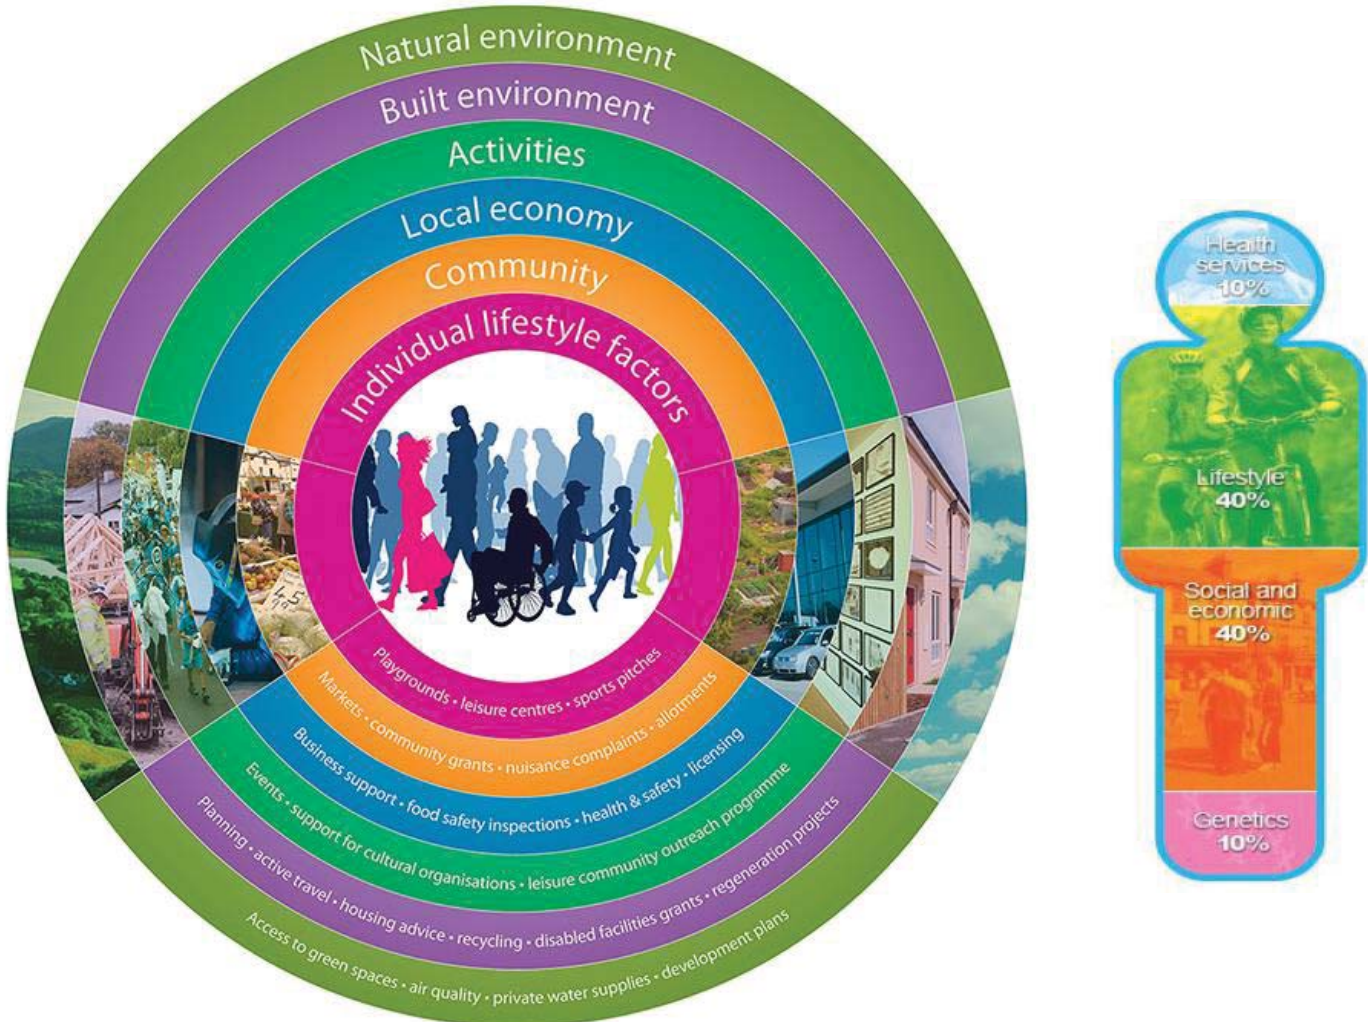 Natural environment
Built environment
Activities
Local economy
Community
Individual lifestyle factors
Playgrounds • leisure centres • sports pitches
Markets • community grants • nuisance complaints • allotments
Business support • food safety inspections • health & safety • licensing
Events • support for cultural organisations • leisure community outreach programme
Planning • active travel • housing advice • recycling • disabled facilities grants • regeneration projects
Access to green spaces • air quality • private water supplies • development plans
Health
services
10%
Lifestyle
40%
Social and
economic
40%
Genetics
10%